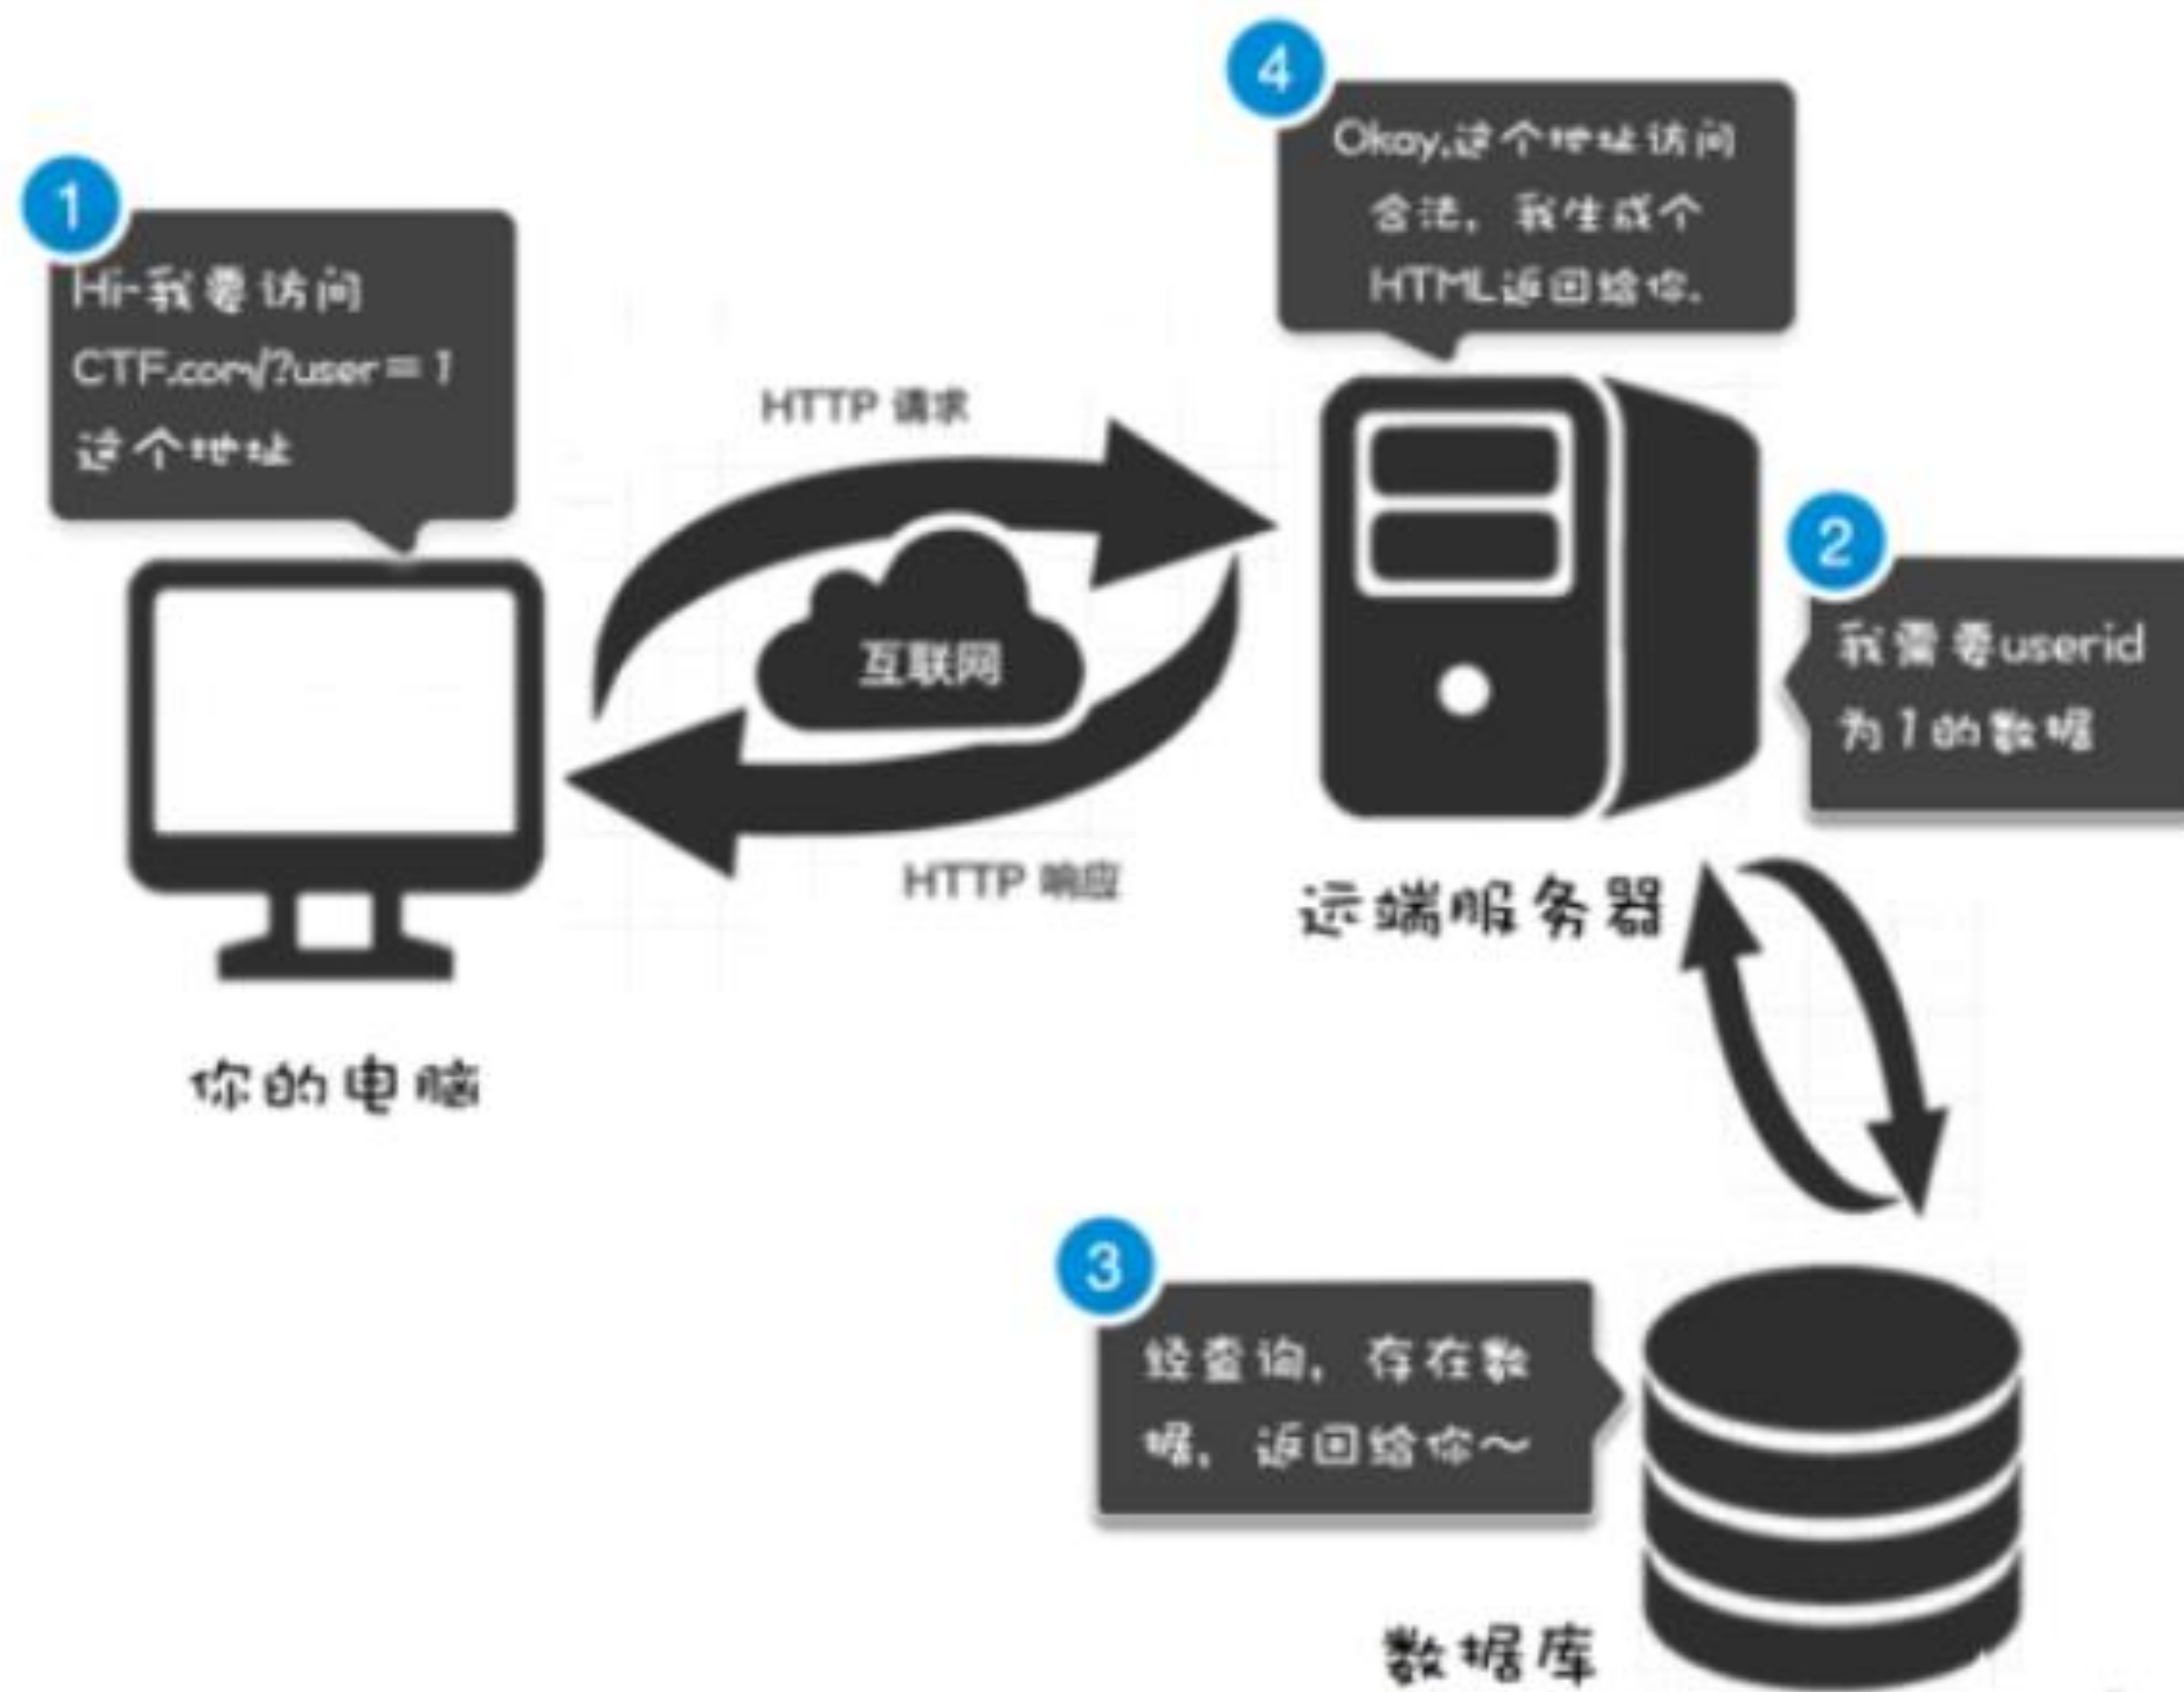 1
Hi-我要访问
CTF.com/?user=1
这个地址
你的电脑
HTTP 请求
互联网
HTTP 响应
4
Okay,这个地址访问
合法，我生成个
HTML返回给你.
远端服务器
2
我需要userid
为1的数据
3
经查询，存在数
据，返回给你～
数据库